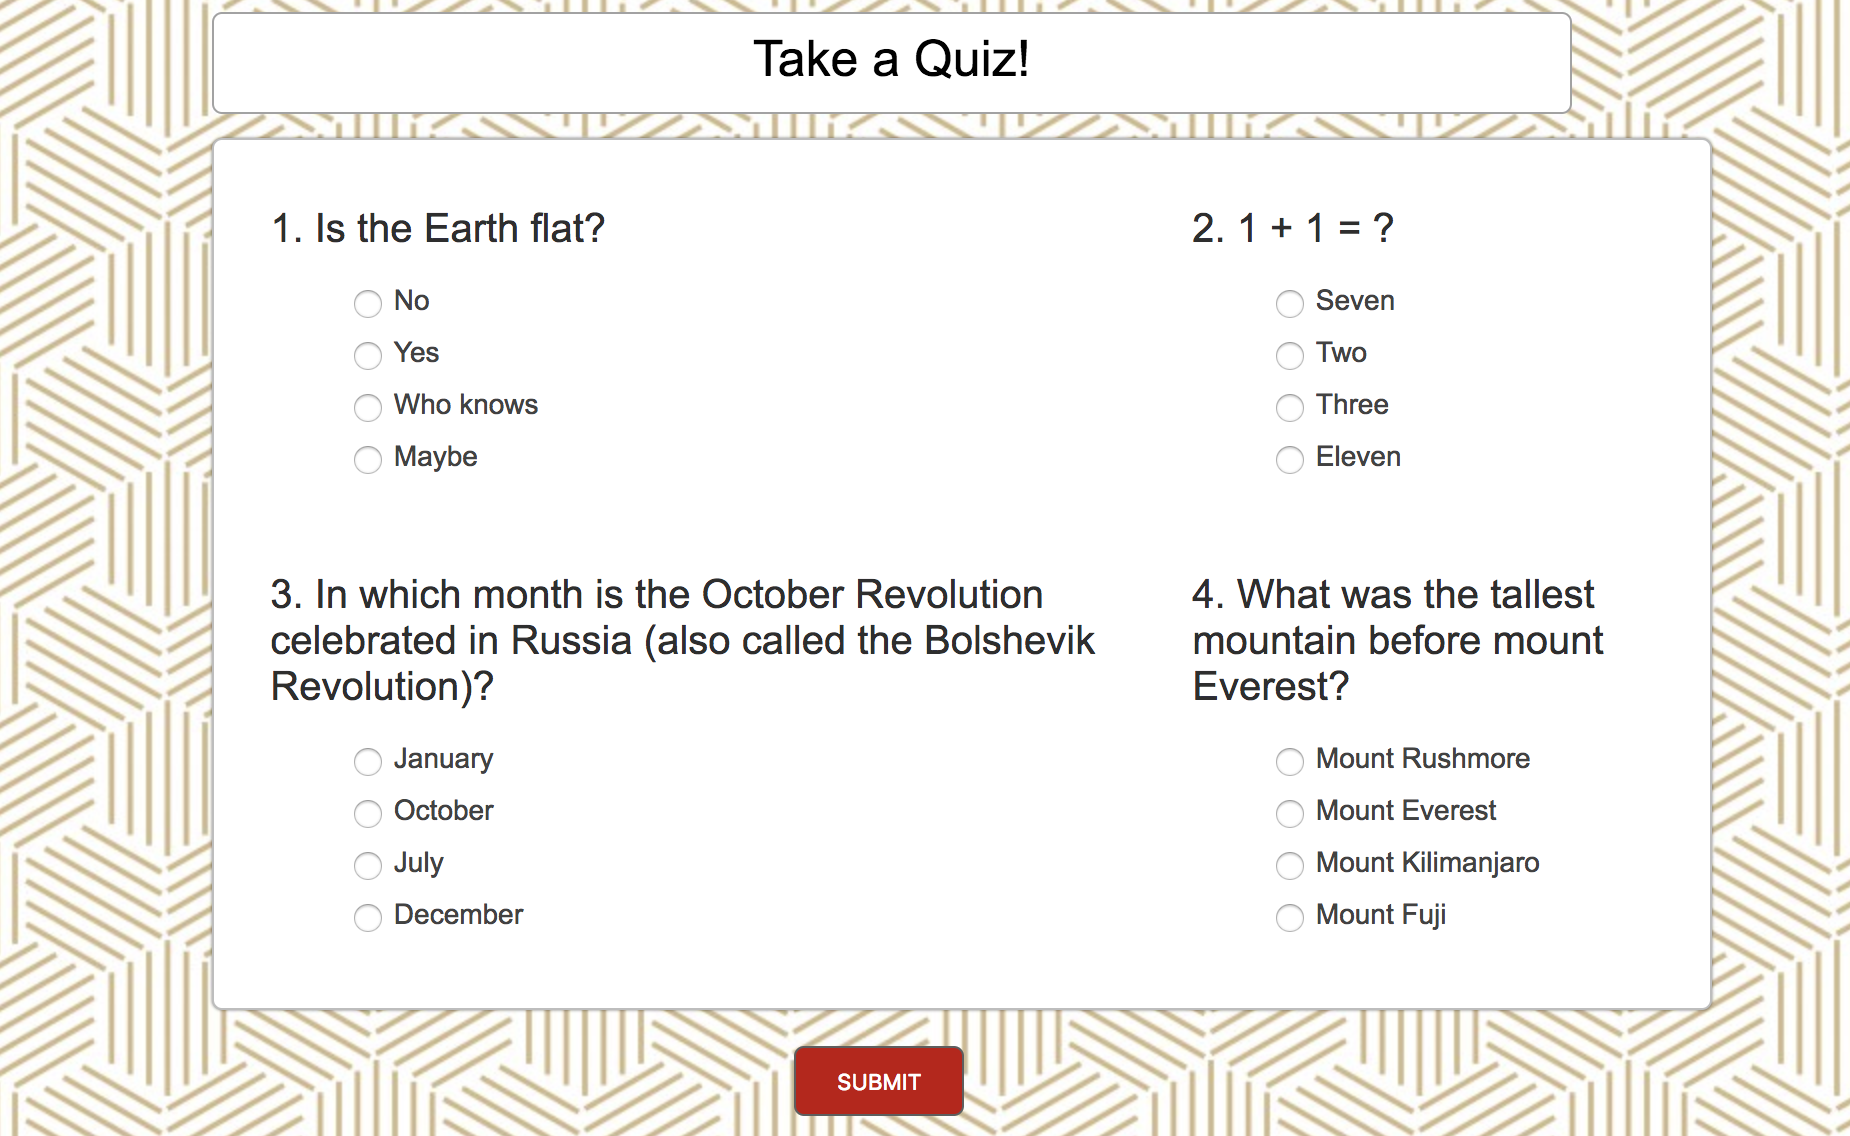 Take a Quiz!
1. Is the Earth flat?
No
Yes
Who knows
Maybe
2. 1 + 1 = ?
Seven
Two
Three
Eleven
3. In which month is the October Revolution
celebrated in Russia (also called the Bolshevik
Revolution)?
January
October
July
December
4. What was the tallest
mountain before mount
Everest?
Mount Rushmore
Mount Everest
Mount Kilimanjaro
Mount Fuji
SUBMIT